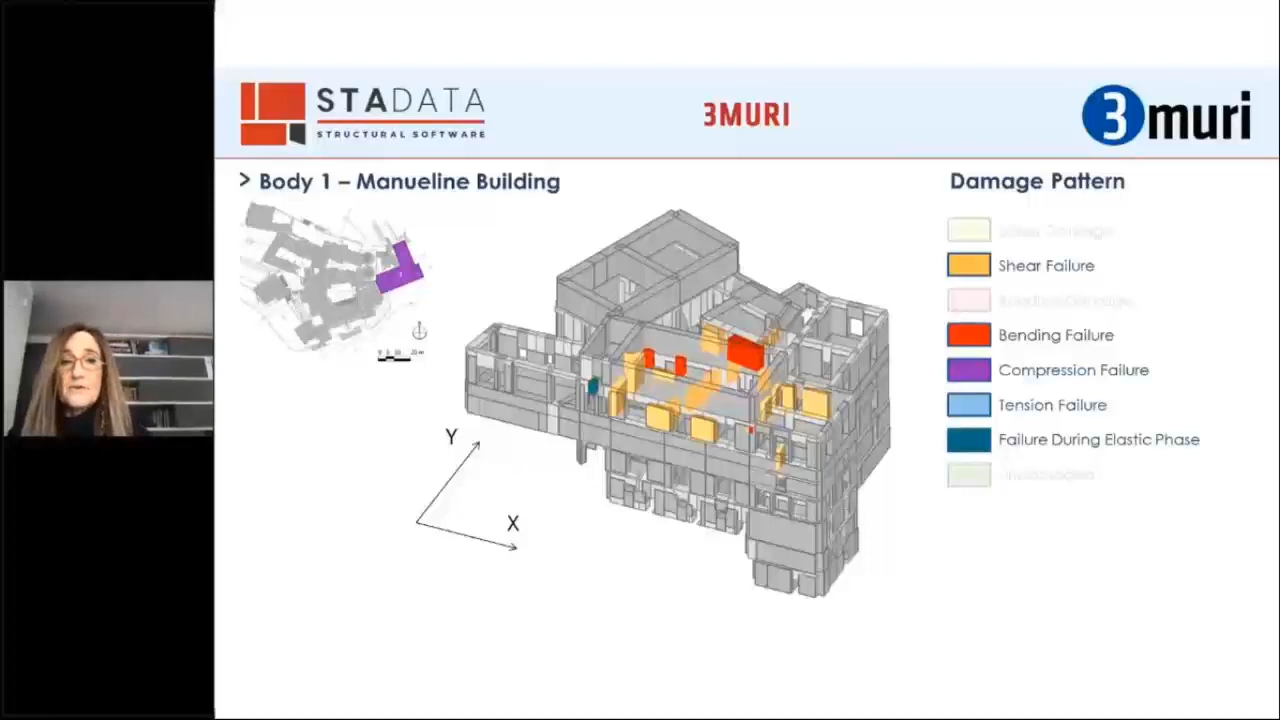 STADATA
STRUCTURAL SOFTWARE
3MURI
3muri
> Body 1 – Manueline Building
Damage Pattern
Shear Failure
Bending Failure
Compression Failure
Tension Failure
Failure During Elastic Phase
Y
X